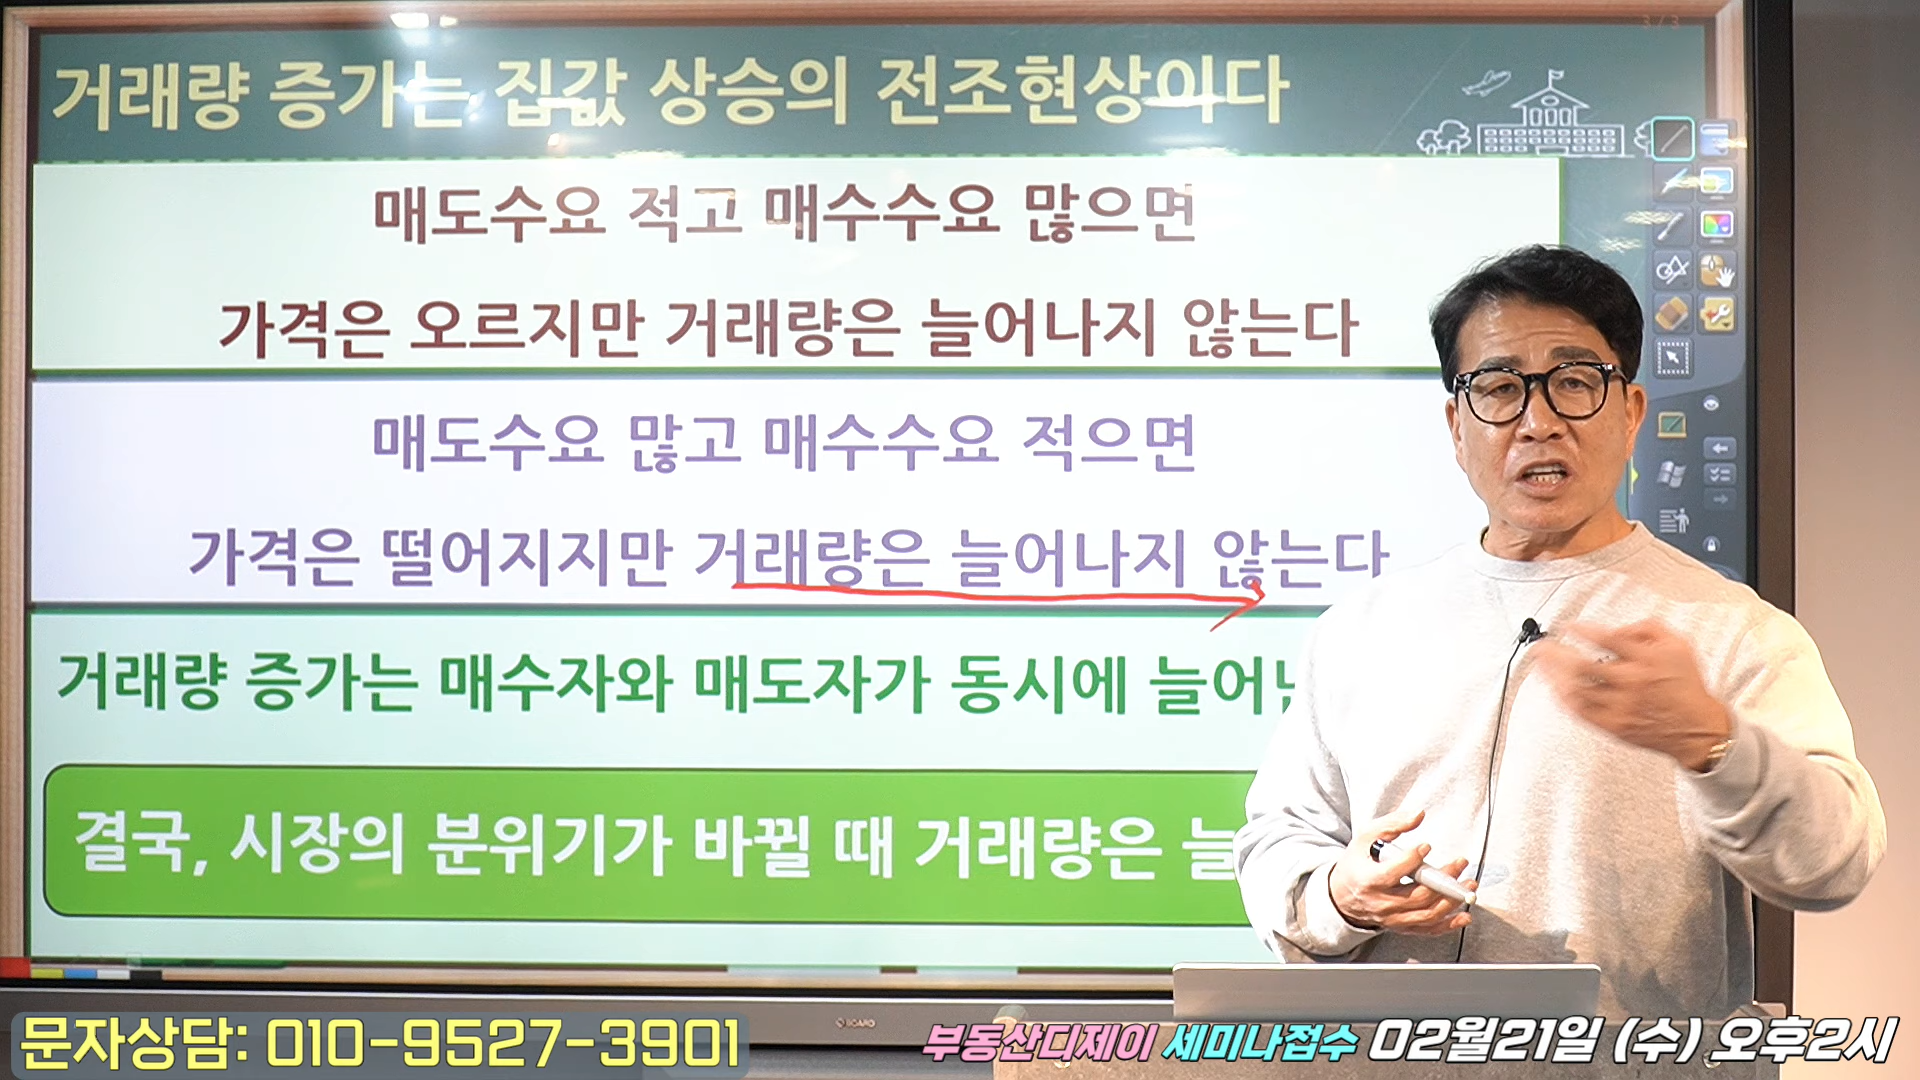 3 / 3
거래량 증가는 집값 상승의 전조현상이다
매도수요 적고 매수수요 많으면
가격은 오르지만 거래량은 늘어나지 않는다
매도수요 많고 매수수요 적으면
가격은 떨어지지만 거래량은 늘어나지 않는다
거래량 증가는 매수자와 매도자가 동시에
결국, 시장의 분위기가 바뀔 때 거래량은
문자상담: 010-9527-3901
부동산디제이 세미나접수 02월21일 (수) 오후2시